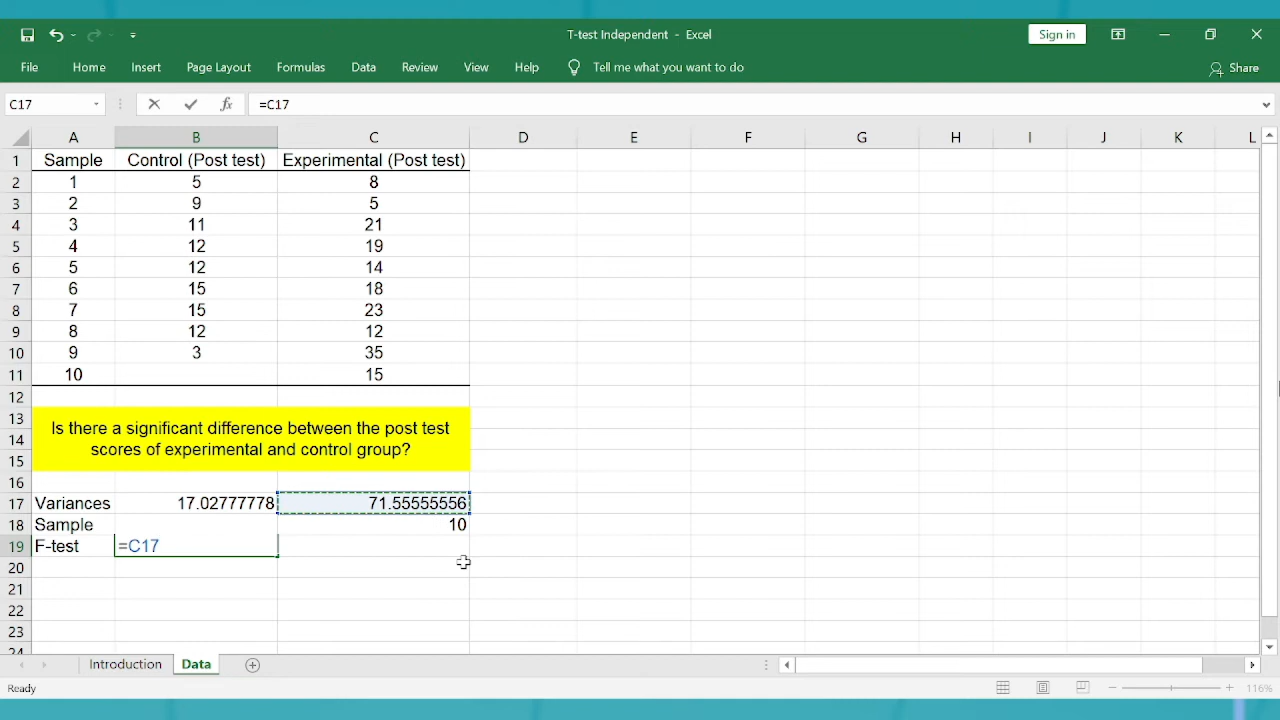 T-test Independent - Excel
Sign in
File Home Insert Page Layout Formulas Data Review View Help Tell me what you want to do Share
C17 fx =C17
A B C D E F G H I J K L
1 Sample Control (Post test) Experimental (Post test)
2 1 5 8
3 2 9 5
4 3 11 21
5 4 12 19
6 5 12 14
7 6 15 18
8 7 15 23
9 8 12 12
10 9 3 35
11 10 15
12
13
Is there a significant difference between the post test
14
scores of experimental and control group?
15
16
17 Variances 17.02777778 71.55555556
18 Sample 10
19 F-test =C17
20
21
22
23
24
Introduction Data
Ready 116%